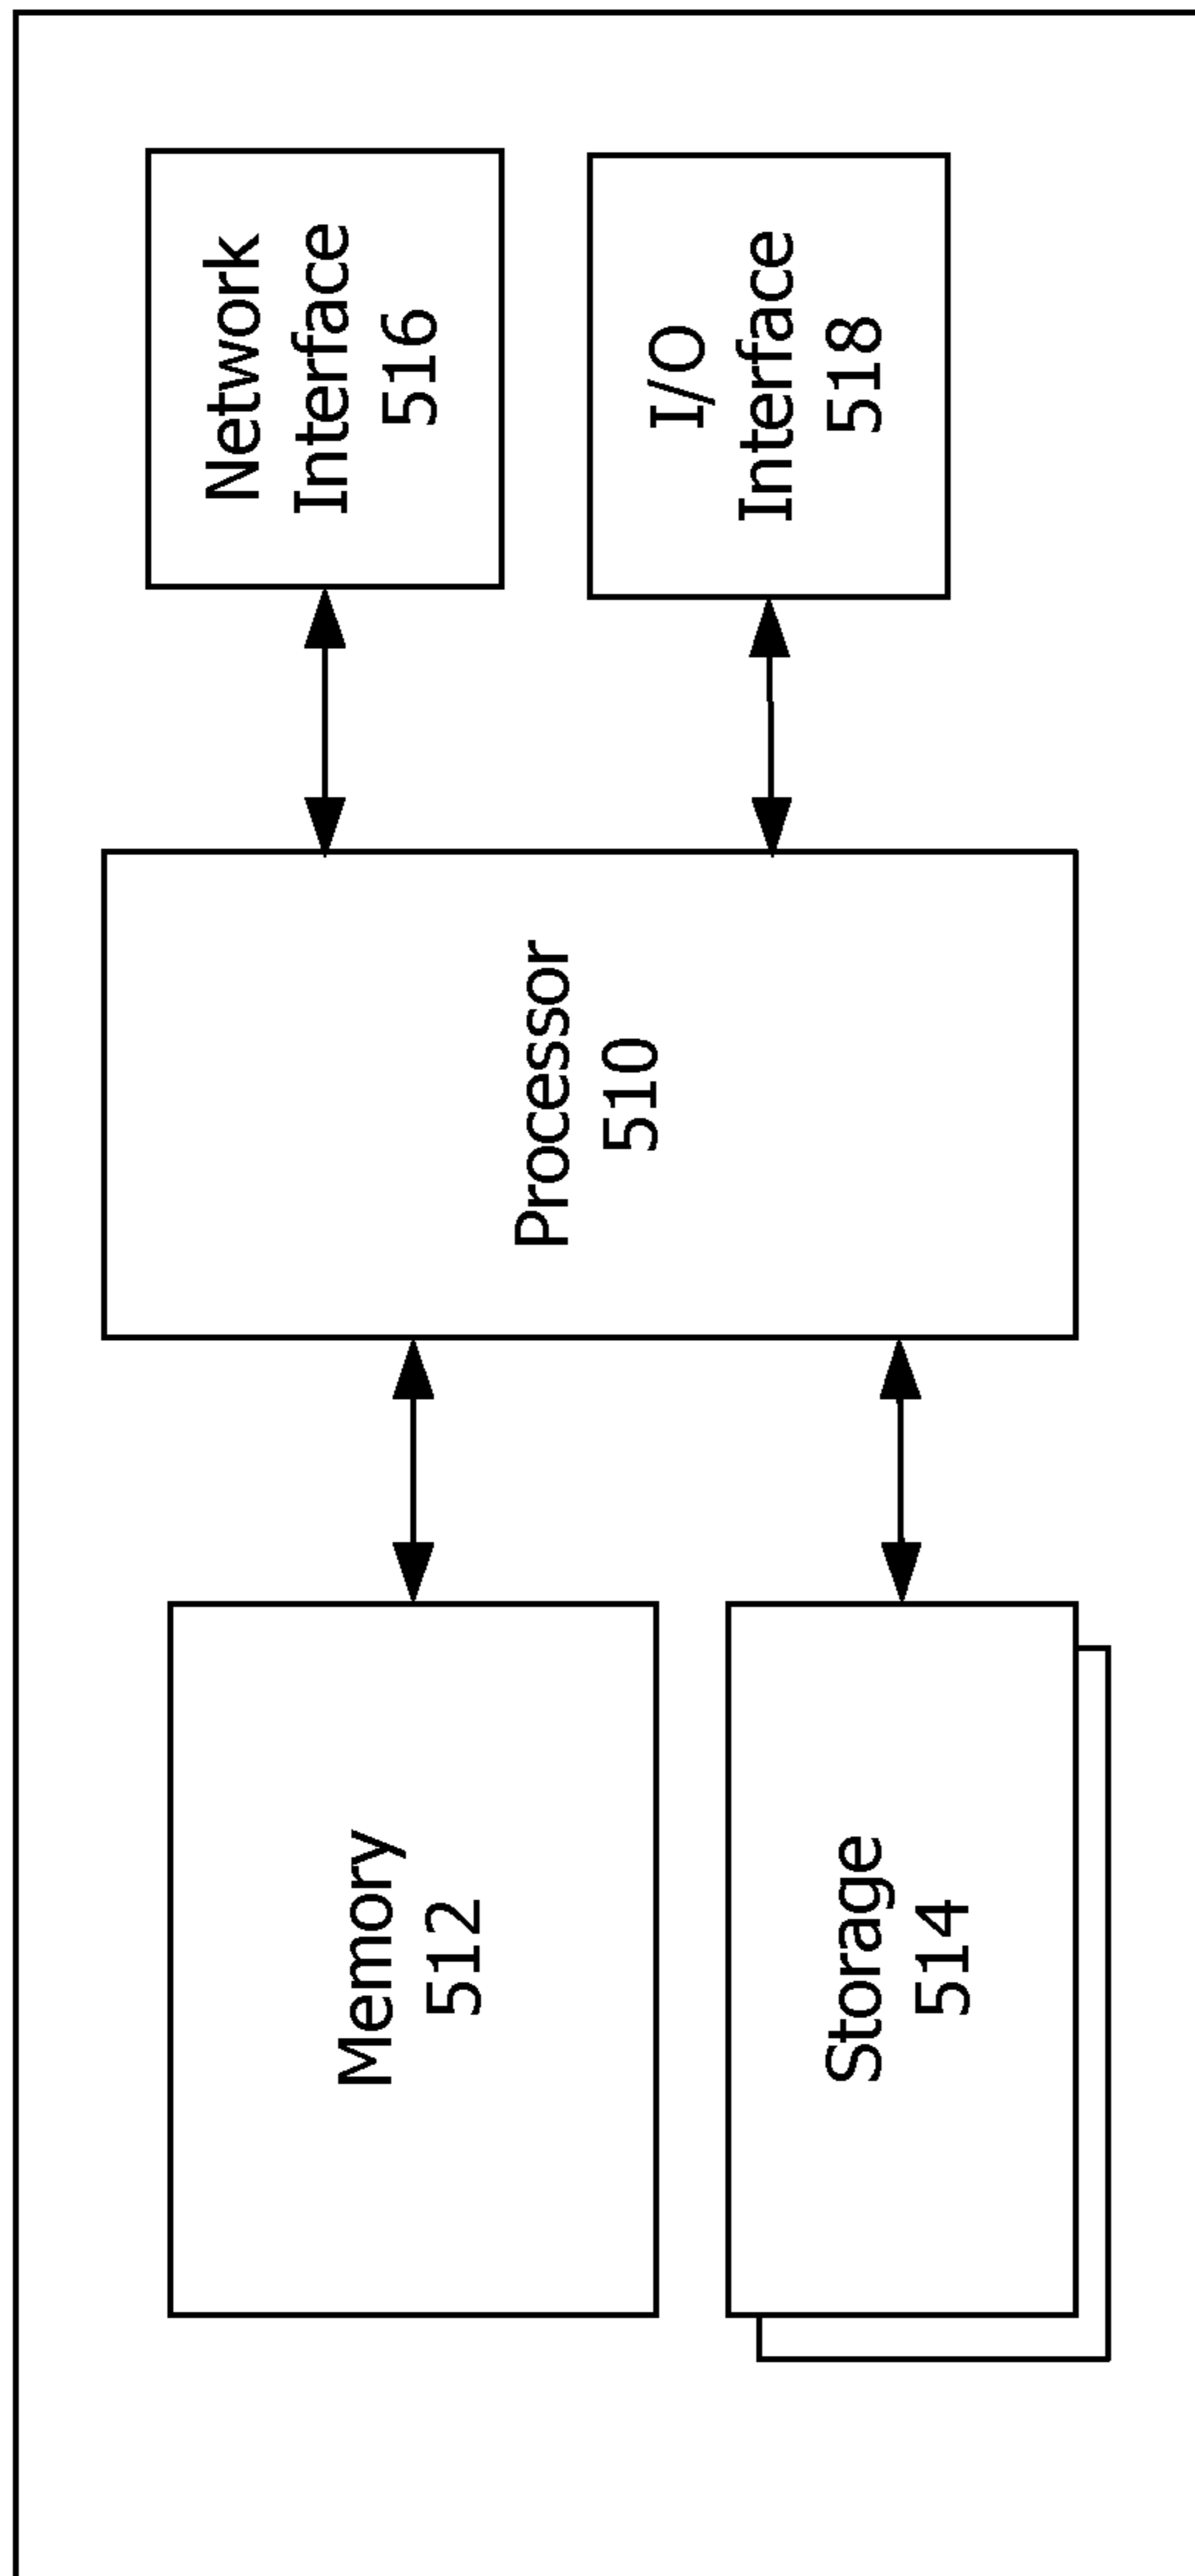 Memory
512
Storage
514
Processor
510
Network
Interface
516
I/O
Interface
518